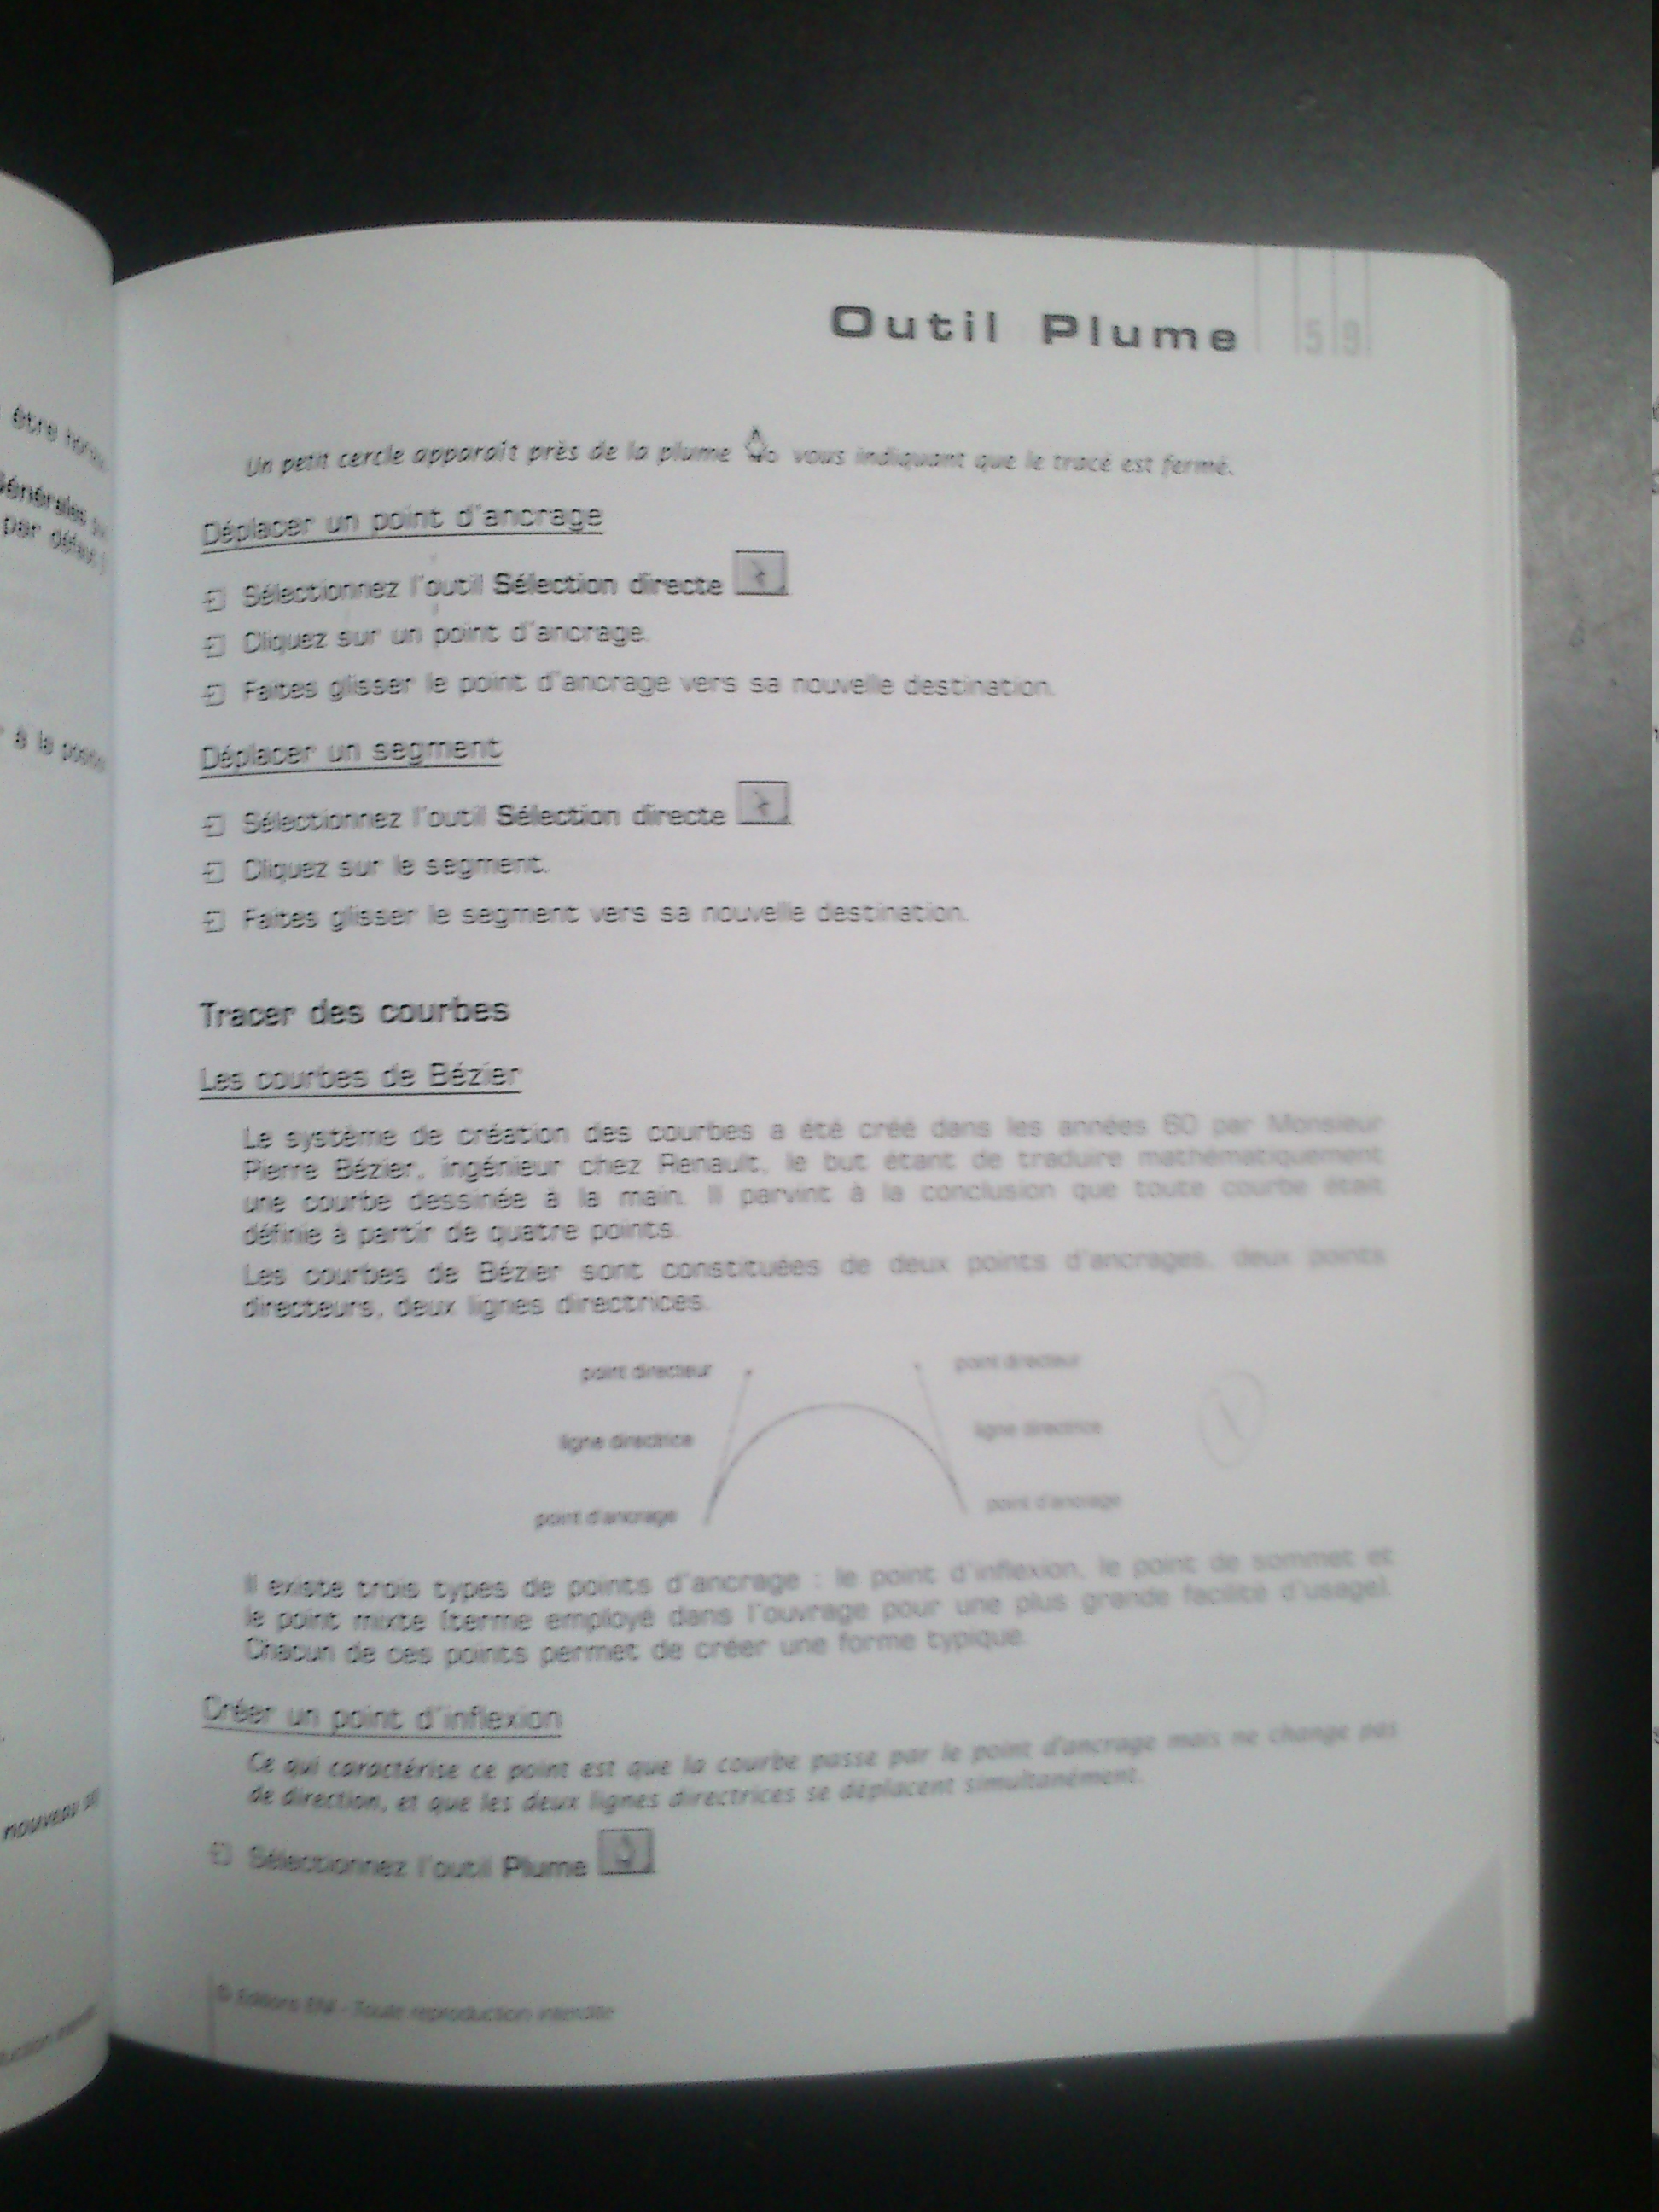 Outil Plume 59
Un petit cercle apparaît près de la plume vous indiquant que le tracé est fermé.
Déplacer un point d'ancrage
Sélectionnez l'outil Sélection directe
Cliquez sur un point d'ancrage.
Faites glisser le point d'ancrage vers sa nouvelle destination.
Déplacer un segment
Sélectionnez l'outil Sélection directe
Cliquez sur le segment.
Faites glisser le segment vers sa nouvelle destination.
Tracer des courbes
Les courbes de Bézier
Le système de création des courbes a été créé dans les années 60 par Monsieur
Pierre Bézier, ingénieur chez Renault, le but étant de traduire mathématiquement
une courbe dessinée à la main. Il parvint à la conclusion que toute courbe était
définie à partir de quatre points.
Les courbes de Bézier sont constituées de deux points d'ancrages, deux points
directeurs, deux lignes directrices.
point directeur point directeur
ligne directrice ligne directrice
point d'ancrage point d'ancrage
Il existe trois types de points d'ancrage : le point d'inflexion, le point de sommet et
le point mixte (terme employé dans l'ouvrage pour une plus grande facilité d'usage).
Chacun de ces points permet de créer une forme typique.
Créer un point d'inflexion
Ce qui caractérise ce point est que la courbe passe par le point d'ancrage mais ne change pas
de direction, et que les deux lignes directrices se déplacent simultanément.
Sélectionnez l'outil Plume
© Editions ENI - Toute reproduction interdite
être
Générales
par défaut
à la
nouveau